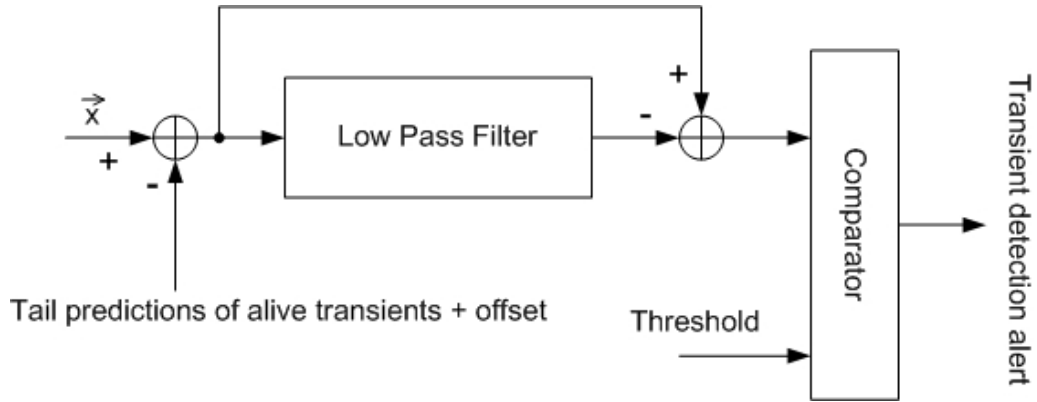 x
+
-
Low Pass Filter
-
+
Comparator
Transient detection alert
Tail predictions of alive transients + offset
Threshold